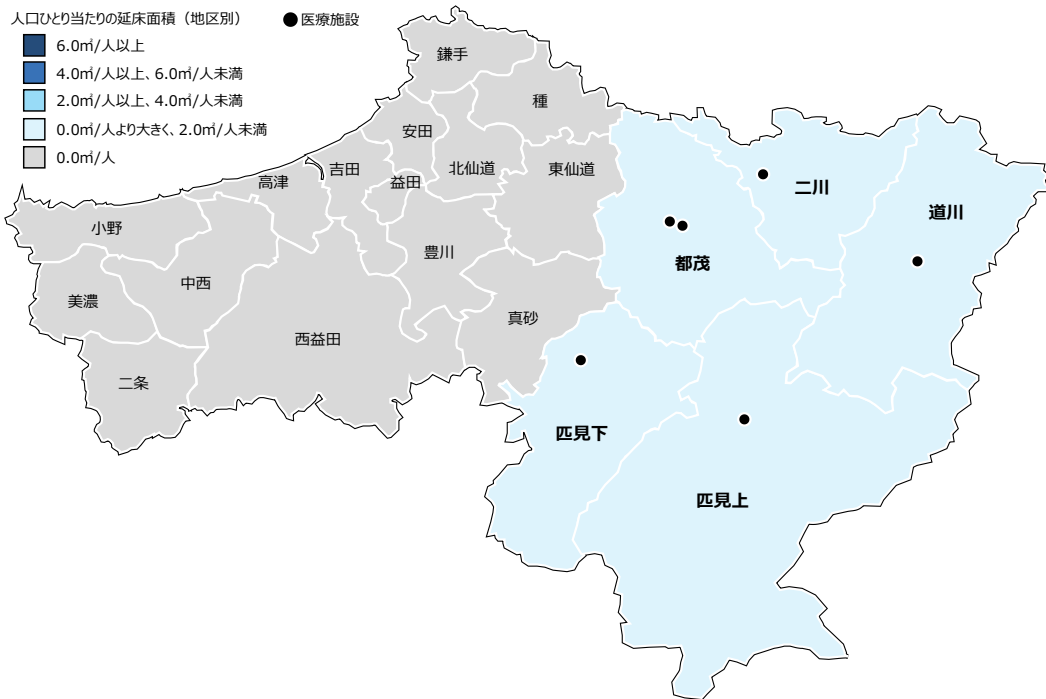 人口ひとり当たりの延床面積（地区別）
●医療施設
6.0㎡/人以上
4.0㎡/人以上、6.0㎡/人未満
2.0㎡/人以上、4.0㎡/人未満
0.0㎡/人より大きく、2.0㎡/人未満
0.0㎡/人
鎌手
種
安田
北仙道
東仙道
吉田
益田
高津
二川
道川
小野
豊川
都茂
中西
美濃
真砂
西益田
二条
匹見下
匹見上